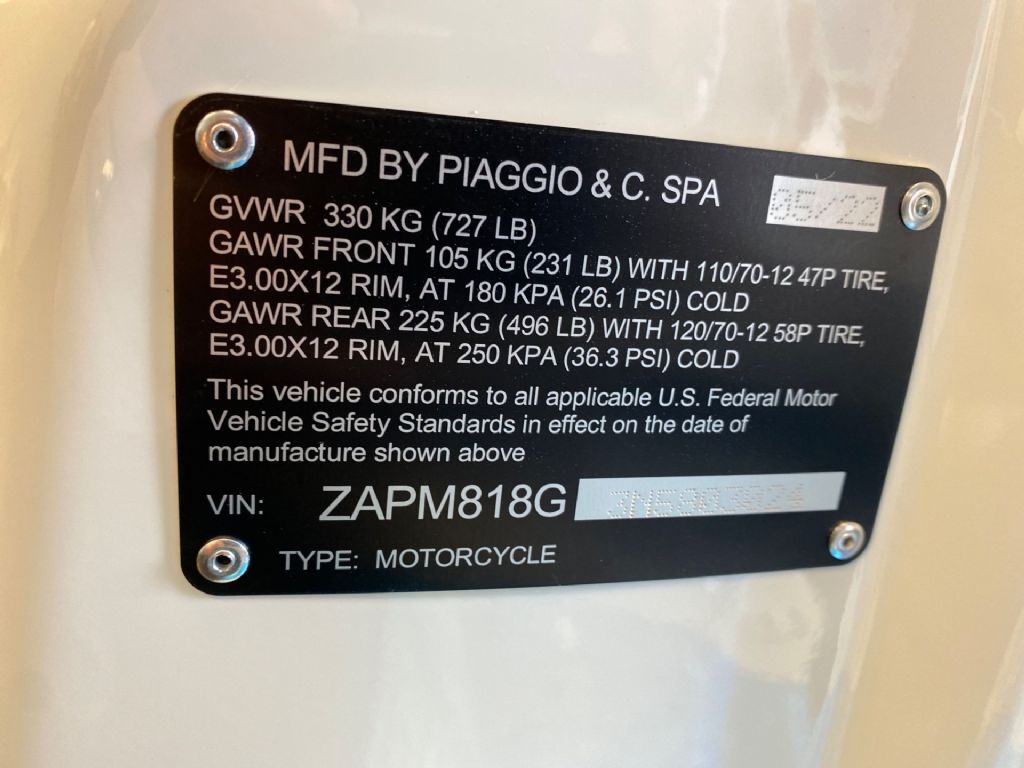 MFD BY PIAGGIO & C. SPA 05/22
GVWR 330 KG (727 LB)
GAWR FRONT 105 KG (231 LB) WITH 110/70-12 47P TIRE,
E3.00X12 RIM, AT 180 KPA (26.1 PSI) COLD
GAWR REAR 225 KG (496 LB) WITH 120/70-12 58P TIRE,
E3.00X12 RIM, AT 250 KPA (36.3 PSI) COLD
This vehicle conforms to all applicable U.S. Federal Motor
Vehicle Safety Standards in effect on the date of
manufacture shown above
VIN: ZAPM818G
TYPE: MOTORCYCLE